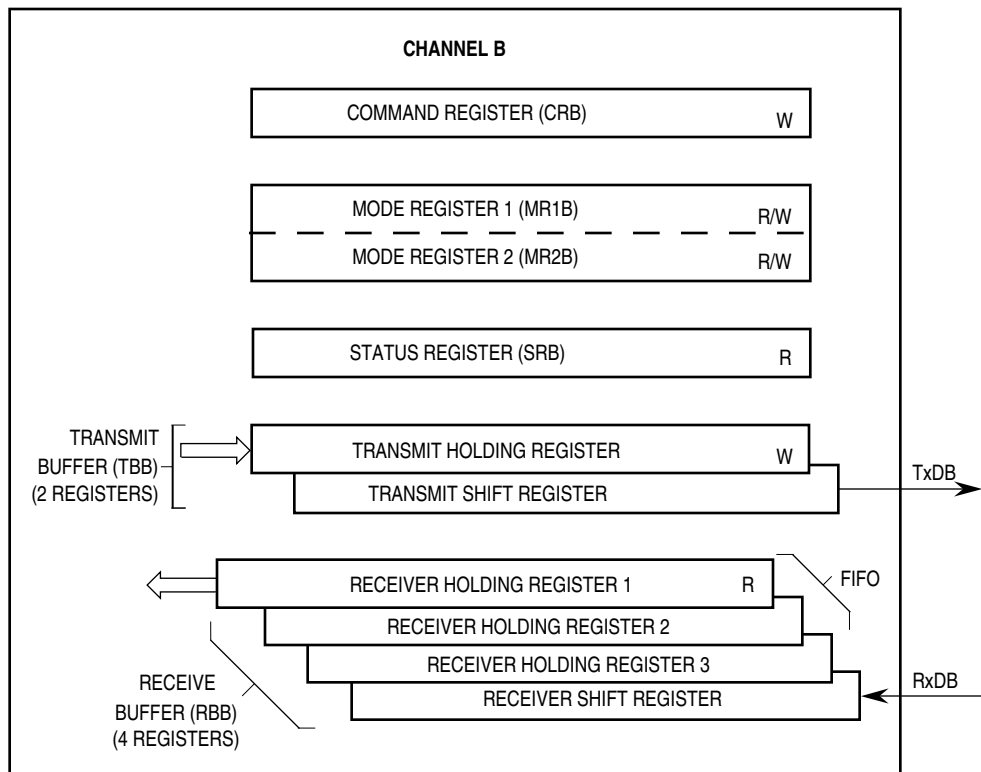 CHANNEL B
COMMAND REGISTER (CRB)
W
MODE REGISTER 1 (MR1B)
R/W
MODE REGISTER 2 (MR2B)
R/W
STATUS REGISTER (SRB)
R
TRANSMIT
BUFFER (TBB)
(2 REGISTERS)
TRANSMIT HOLDING REGISTER
W
TRANSMIT SHIFT REGISTER
TxDB
RECEIVER HOLDING REGISTER 1
R
FIFO
RECEIVER HOLDING REGISTER 2
RECEIVER HOLDING REGISTER 3
RECEIVER SHIFT REGISTER
RxDB
RECEIVE
BUFFER (RBB)
(4 REGISTERS)